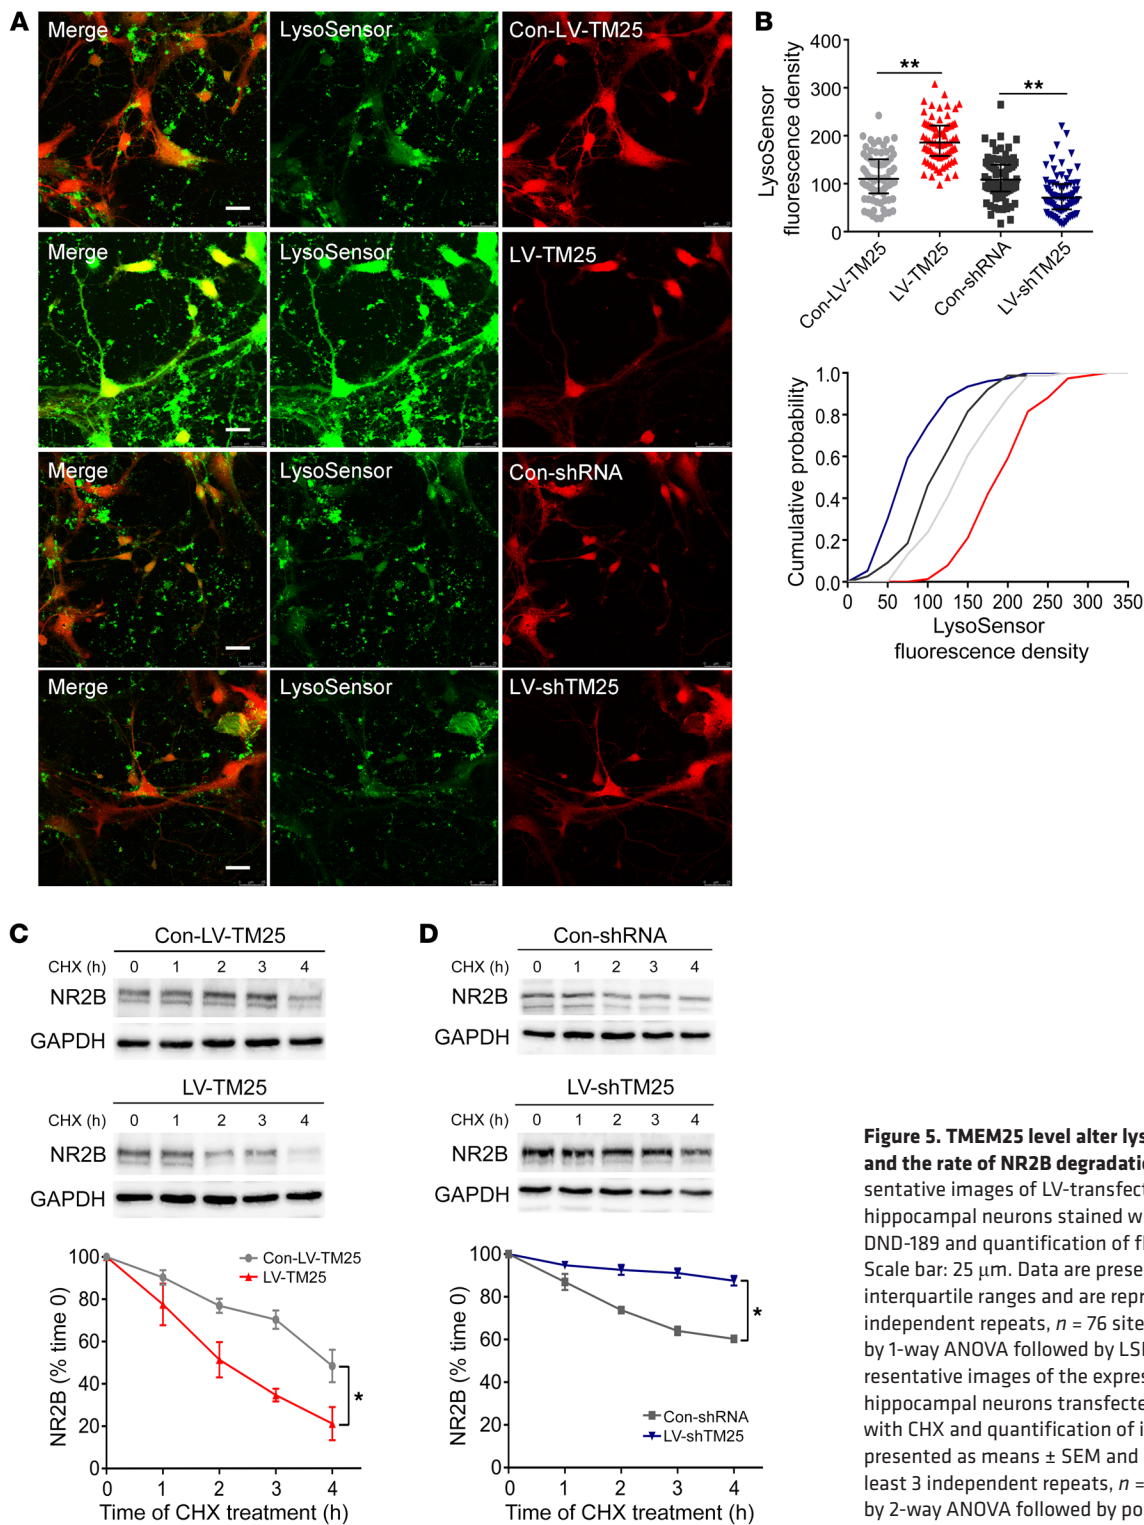 A
Merge
LysoSensor
Con-LV-TM25
Merge
LysoSensor
LV-TM25
Merge
LysoSensor
Con-shRNA
Merge
LysoSensor
LV-shTM25
B
LysoSensor
fluorescence density
400
300
200
100
0
**
**
Con-LV-TM25
LV-TM25
Con-shRNA
LV-shTM25
Cumulative probability
1.0
0.8
0.6
0.4
0.2
0.0
0 50 100 150 200 250 300 350
LysoSensor
fluorescence density
C
Con-LV-TM25
CHX (h) 0 1 2 3 4
NR2B
GAPDH
LV-TM25
CHX (h) 0 1 2 3 4
NR2B
GAPDH
NR2B (% time 0)
100
80
60
40
20
0
Con-LV-TM25
LV-TM25
*
0 1 2 3 4
Time of CHX treatment (h)
D
Con-shRNA
CHX (h) 0 1 2 3 4
NR2B
GAPDH
LV-shTM25
CHX (h) 0 1 2 3 4
NR2B
GAPDH
NR2B (% time 0)
100
80
60
40
20
0
*
Con-shRNA
LV-shTM25
0 1 2 3 4
Time of CHX treatment (h)
Figure 5. TMEM25 level alter lys
and the rate of NR2B degradatio
sentative images of LV-transfect
hippocampal neurons stained w
DND-189 and quantification of fl
Scale bar: 25 μm. Data are prese
interquartile ranges and are repr
independent repeats, n = 76 site
by 1-way ANOVA followed by LSI
resentative images of the expres
hippocampal neurons transfecte
with CHX and quantification of i
presented as means ± SEM and
least 3 independent repeats, n =
by 2-way ANOVA followed by po